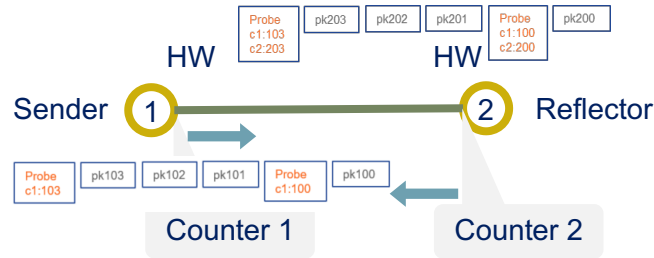 Probe
c1:103
c2:203
pk203
pk202
pk201
Probe
c1:100
c2:200
pk200
HW
HW
Sender
1
2
Reflector
Probe
c1:103
pk103
pk102
pk101
Probe
c1:100
pk100
Counter 1
Counter 2